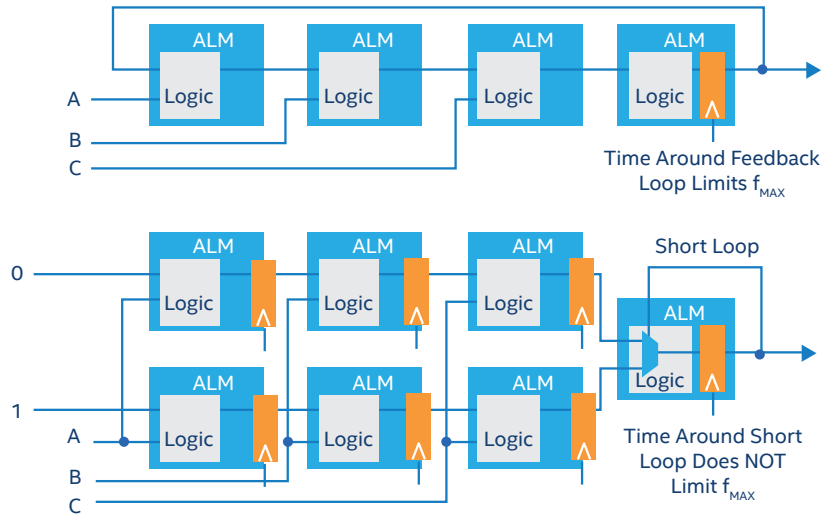 ALM ALM ALM ALM
Logic Logic Logic Logic
A
B
C
Time Around Feedback
Loop Limits fMAX
ALM ALM ALM
Short Loop
0
Logic Logic Logic
ALM
Logic
ALM ALM ALM
1
A
Logic Logic Logic
B
C
Time Around Short
Loop Does NOT
Limit fMAX